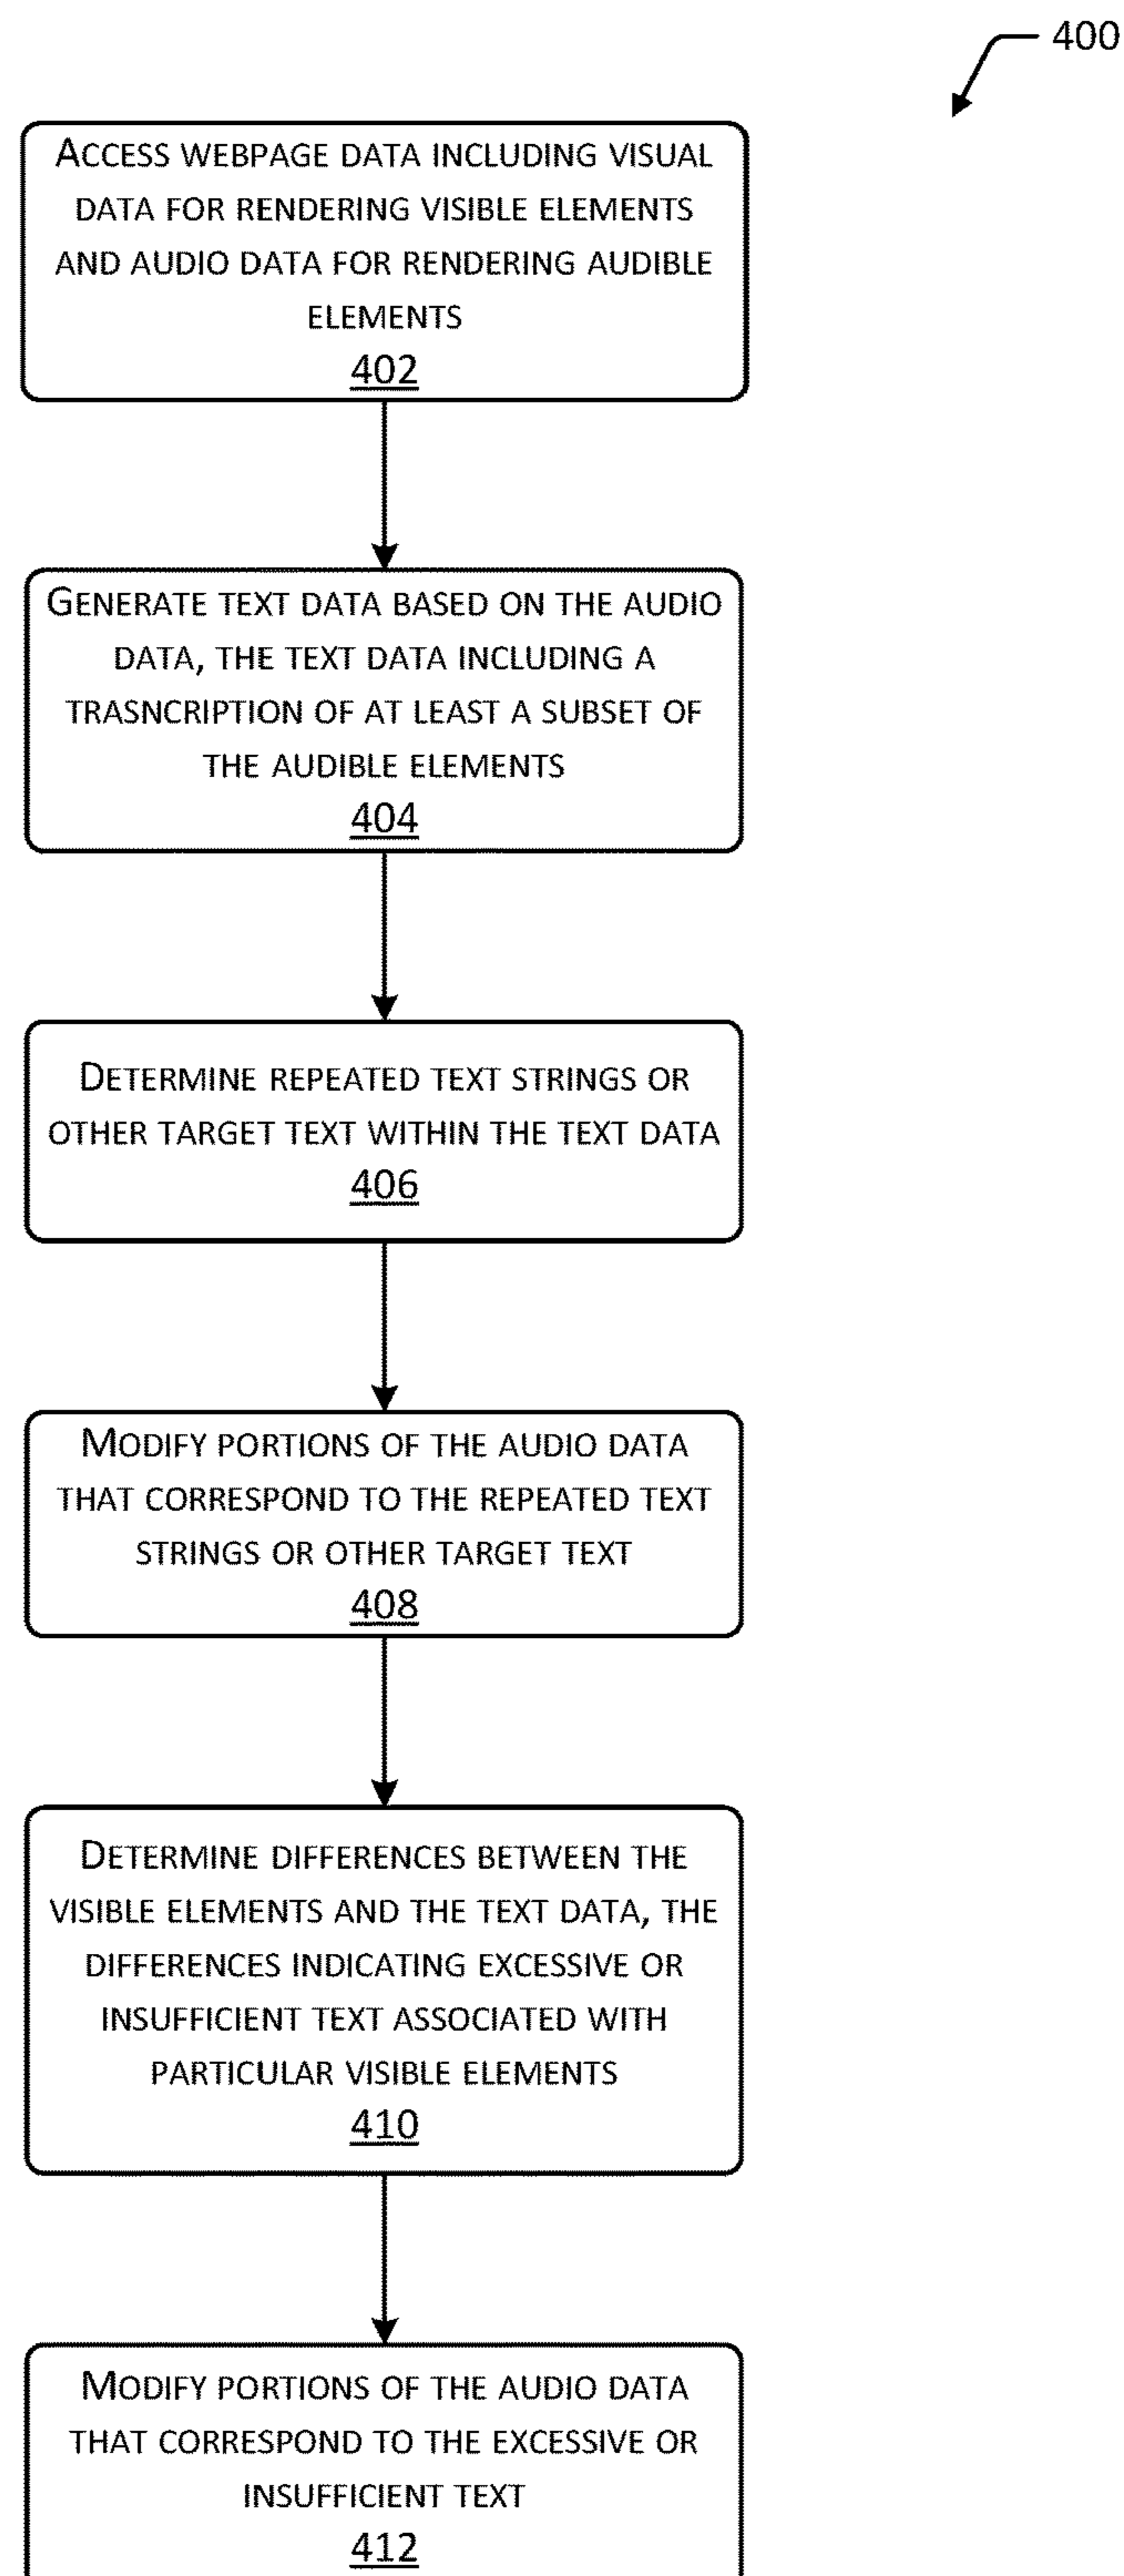 400
ACCESS WEBPAGE DATA INCLUDING VISUAL
DATA FOR RENDERING VISIBLE ELEMENTS
AND AUDIO DATA FOR RENDERING AUDIBLE
ELEMENTS
402
GENERATE TEXT DATA BASED ON THE AUDIO
DATA, THE TEXT DATA INCLUDING A
TRASNCRIPTION OF AT LEAST A SUBSET OF
THE AUDIBLE ELEMENTS
404
DETERMINE REPEATED TEXT STRINGS OR
OTHER TARGET TEXT WITHIN THE TEXT DATA
406
MODIFY PORTIONS OF THE AUDIO DATA
THAT CORRESPOND TO THE REPEATED TEXT
STRINGS OR OTHER TARGET TEXT
408
DETERMINE DIFFERENCES BETWEEN THE
VISIBLE ELEMENTS AND THE TEXT DATA, THE
DIFFERENCES INDICATING EXCESSIVE OR
INSUFFICIENT TEXT ASSOCIATED WITH
PARTICULAR VISIBLE ELEMENTS
410
MODIFY PORTIONS OF THE AUDIO DATA
THAT CORRESPOND TO THE EXCESSIVE OR
INSUFFICIENT TEXT
412